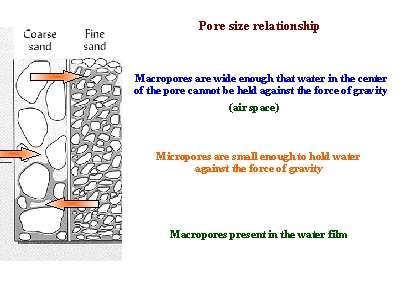 Pore size relationship
Coarse sand
Fine sand
Macropores are wide enough that water in the center
of the pore cannot be held against the force of gravity
(air space)
Micropores are small enough to hold water
against the force of gravity
Macropores present in the water film